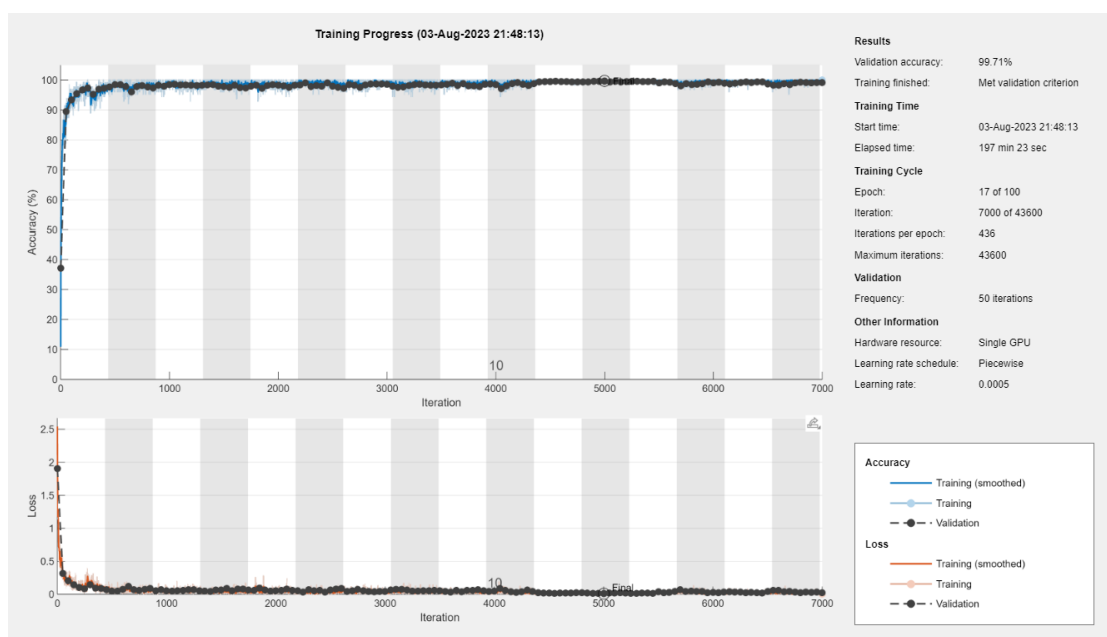 Training Progress (03-Aug-2023 21:48:13)
100
90
80
70
60
50
40
30
20
10
0
Accuracy (%)
Final
10
0 1000 2000 3000 4000 5000 6000 7000
Iteration
2.5
2
1.5
1
0.5
0
Loss
10
Final
0 1000 2000 3000 4000 5000 6000 7000
Iteration
Results
Validation accuracy: 99.71%
Training finished: Met validation criterion
Training Time
Start time: 03-Aug-2023 21:48:13
Elapsed time: 197 min 23 sec
Training Cycle
Epoch: 17 of 100
Iteration: 7000 of 43600
Iterations per epoch: 436
Maximum iterations: 43600
Validation
Frequency: 50 iterations
Other Information
Hardware resource: Single GPU
Learning rate schedule: Piecewise
Learning rate: 0.0005
Accuracy
Training (smoothed)
Training
Validation
Loss
Training (smoothed)
Training
Validation